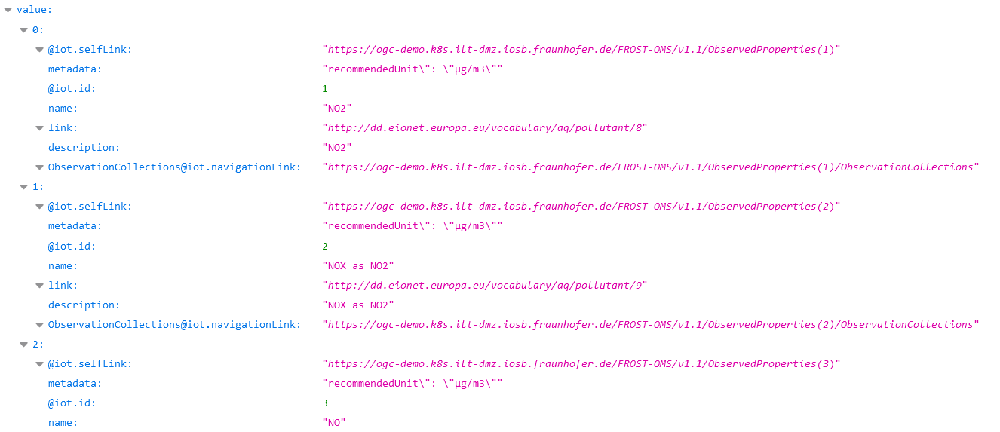 value:
0:
@iot.selfLink: "https://ogc-demo.k8s.ilt-dmz.iosb.fraunhofer.de/FROST-OMS/v1.1/ObservedProperties(1)"
metadata: "recommendedUnit\": \"µg/m3\""
@iot.id: 1
name: "NO2"
link: "http://dd.eionet.europa.eu/vocabulary/aq/pollutant/8"
description: "NO2"
ObservationCollections@iot.navigationLink: "https://ogc-demo.k8s.ilt-dmz.iosb.fraunhofer.de/FROST-OMS/v1.1/ObservedProperties(1)/ObservationCollections"
1:
@iot.selfLink: "https://ogc-demo.k8s.ilt-dmz.iosb.fraunhofer.de/FROST-OMS/v1.1/ObservedProperties(2)"
metadata: "recommendedUnit\": \"µg/m3\""
@iot.id: 2
name: "NOX as NO2"
link: "http://dd.eionet.europa.eu/vocabulary/aq/pollutant/9"
description: "NOX as NO2"
ObservationCollections@iot.navigationLink: "https://ogc-demo.k8s.ilt-dmz.iosb.fraunhofer.de/FROST-OMS/v1.1/ObservedProperties(2)/ObservationCollections"
2:
@iot.selfLink: "https://ogc-demo.k8s.ilt-dmz.iosb.fraunhofer.de/FROST-OMS/v1.1/ObservedProperties(3)"
metadata: "recommendedUnit\": \"µg/m3\""
@iot.id: 3
name: "NO"